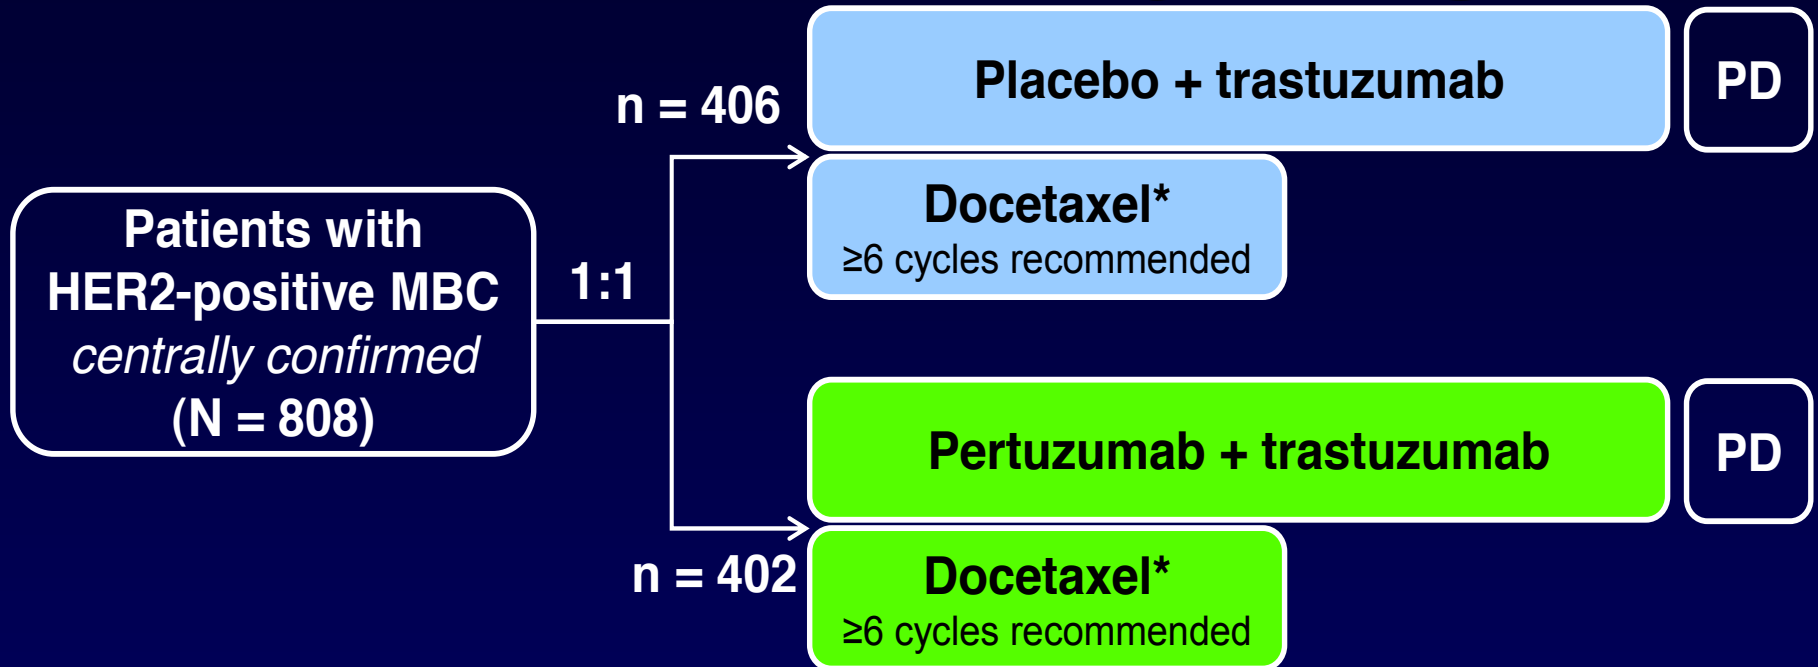 Patients with
HER2-positive MBC
centrally confirmed
(N = 808)
1:1
n = 406
Placebo + trastuzumab
PD
Docetaxel*
≥6 cycles recommended
n = 402
Pertuzumab + trastuzumab
PD
Docetaxel*
≥6 cycles recommended